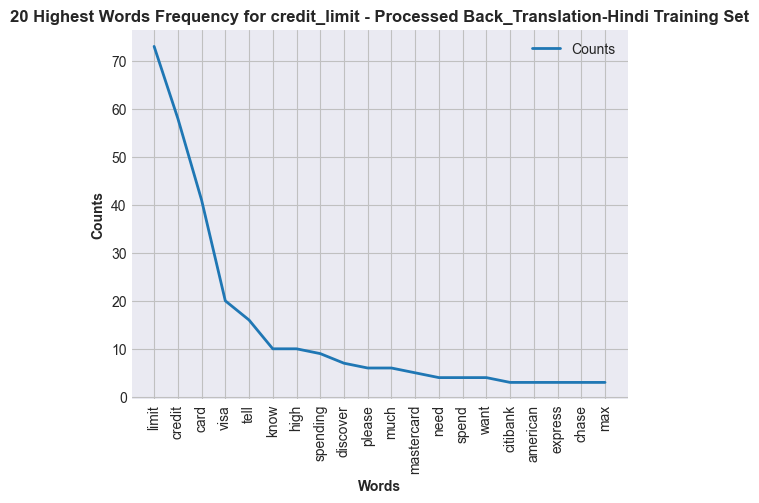 20 Highest Words Frequency for credit_limit - Processed Back_Translation-Hindi Training Set
Counts
70
60
50
40
30
20
10
0
Counts
limit
credit
card
visa
tell
know
high
spending
discover
please
much
mastercard
need
spend
want
citibank
american
express
chase
max
Words